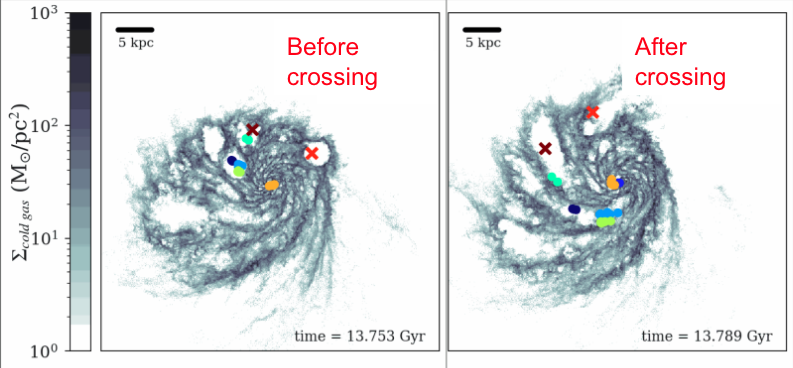 10³
10²
10¹
10⁰
Σcold gas (M⊙/pc²)
5 kpc
Before
crossing
time = 13.753 Gyr
5 kpc
After
crossing
time = 13.789 Gyr